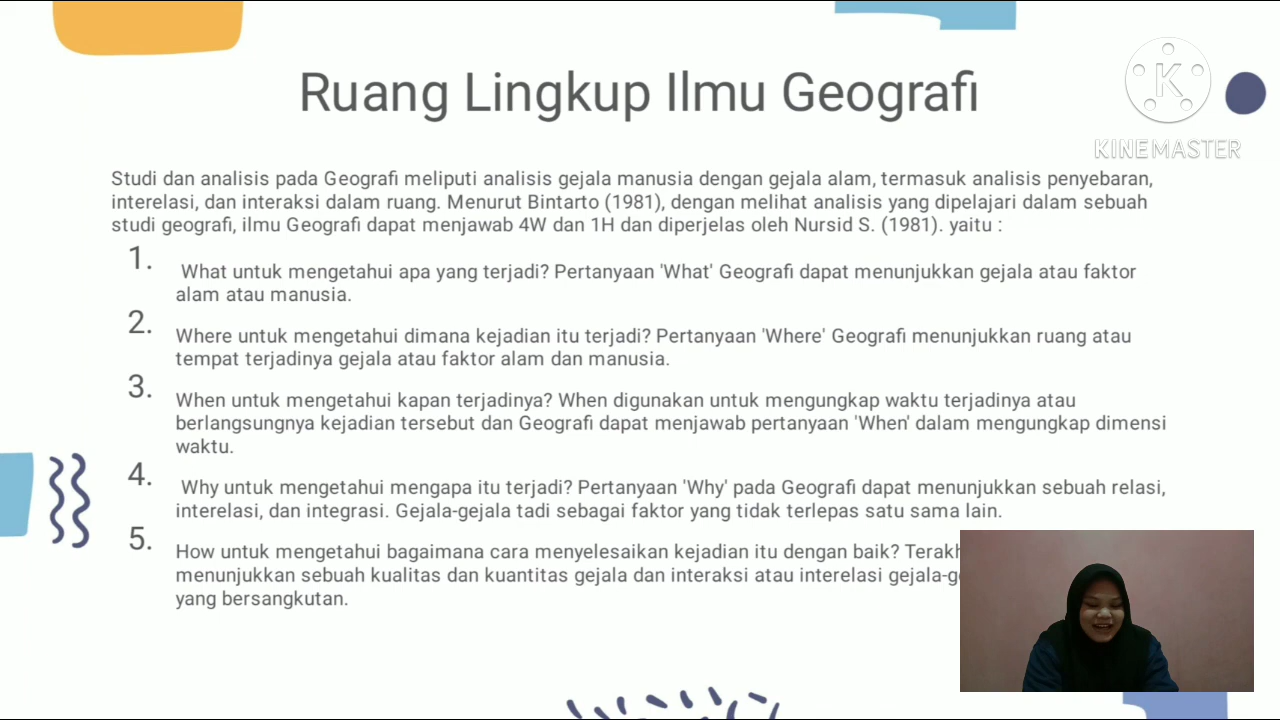 Ruang Lingkup Ilmu Geografi
K
KINEMASTER
Studi dan analisis pada Geografi meliputi analisis gejala manusia dengan gejala alam, termasuk analisis penyebaran,
interelasi, dan interaksi dalam ruang. Menurut Bintarto (1981), dengan melihat analisis yang dipelajari dalam sebuah
studi geografi, ilmu Geografi dapat menjawab 4W dan 1H dan diperjelas oleh Nursid S. (1981). yaitu :
1. What untuk mengetahui apa yang terjadi? Pertanyaan 'What' Geografi dapat menunjukkan gejala atau faktor
alam atau manusia.
2. Where untuk mengetahui dimana kejadian itu terjadi? Pertanyaan 'Where' Geografi menunjukkan ruang atau
tempat terjadinya gejala atau faktor alam dan manusia.
3. When untuk mengetahui kapan terjadinya? When digunakan untuk mengungkap waktu terjadinya atau
berlangsungnya kejadian tersebut dan Geografi dapat menjawab pertanyaan 'When' dalam mengungkap dimensi
waktu.
4. Why untuk mengetahui mengapa itu terjadi? Pertanyaan 'Why' pada Geografi dapat menunjukkan sebuah relasi,
interelasi, dan integrasi. Gejala-gejala tadi sebagai faktor yang tidak terlepas satu sama lain.
5. How untuk mengetahui bagaimana cara menyelesaikan kejadian itu dengan baik?
menunjukkan sebuah kualitas dan kuantitas gejala dan interaksi atau interelasi
yang bersangkutan.